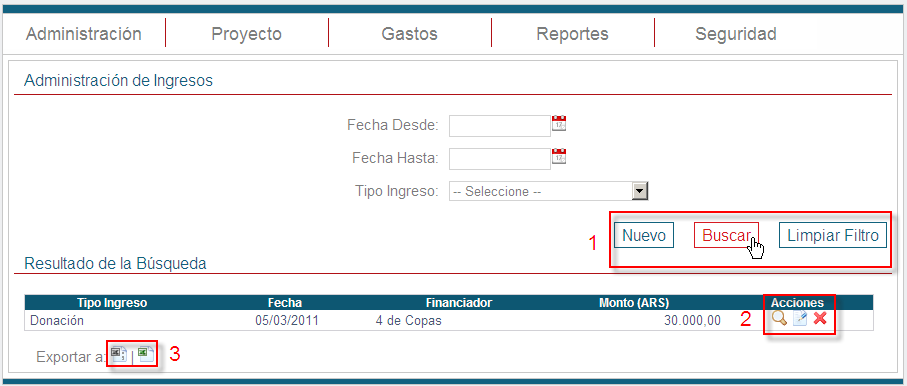 Administración Proyecto Gastos Reportes Seguridad
Administración de Ingresos
Fecha Desde:
Fecha Hasta:
Tipo Ingreso: -- Seleccione --
1 Nuevo Buscar Limpiar Filtro
Resultado de la Búsqueda
Tipo Ingreso Fecha Financiador Monto (ARS) Acciones
Donación 05/03/2011 4 de Copas 30.000,00 2
Exportar a: | 3